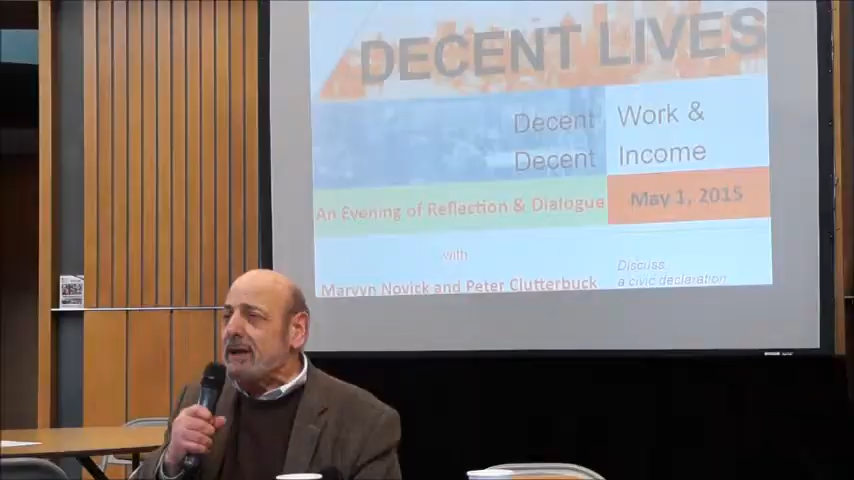 DECENT LIVES
Decent Work &
Decent Income
An Evening of Reflection & Dialogue
May 1, 2015
with
Marvyn Novick and Peter Clutterbuck
Discuss
a civic declaration